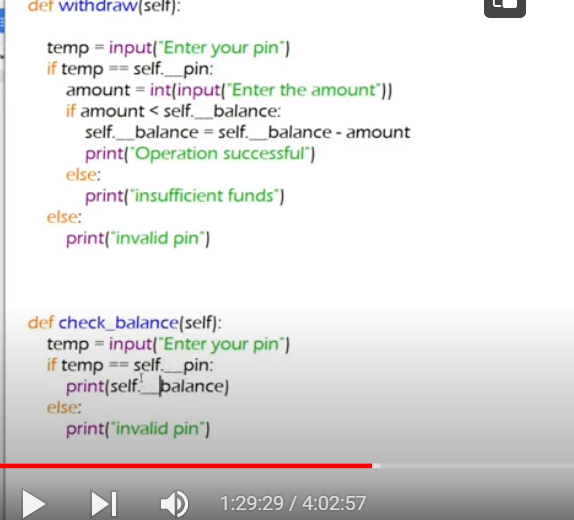 def withdraw(self):
temp = input("Enter your pin")
if temp == self.__pin:
amount = int(input("Enter the amount"))
if amount < self.__balance:
self.__balance = self.__balance - amount
print("Operation successful")
else:
print("insufficient funds")
else:
print("invalid pin")
def check_balance(self):
temp = input("Enter your pin")
if temp == self.__pin:
print(self.__balance)
else:
print("invalid pin")
1:29:29 / 4:02:57